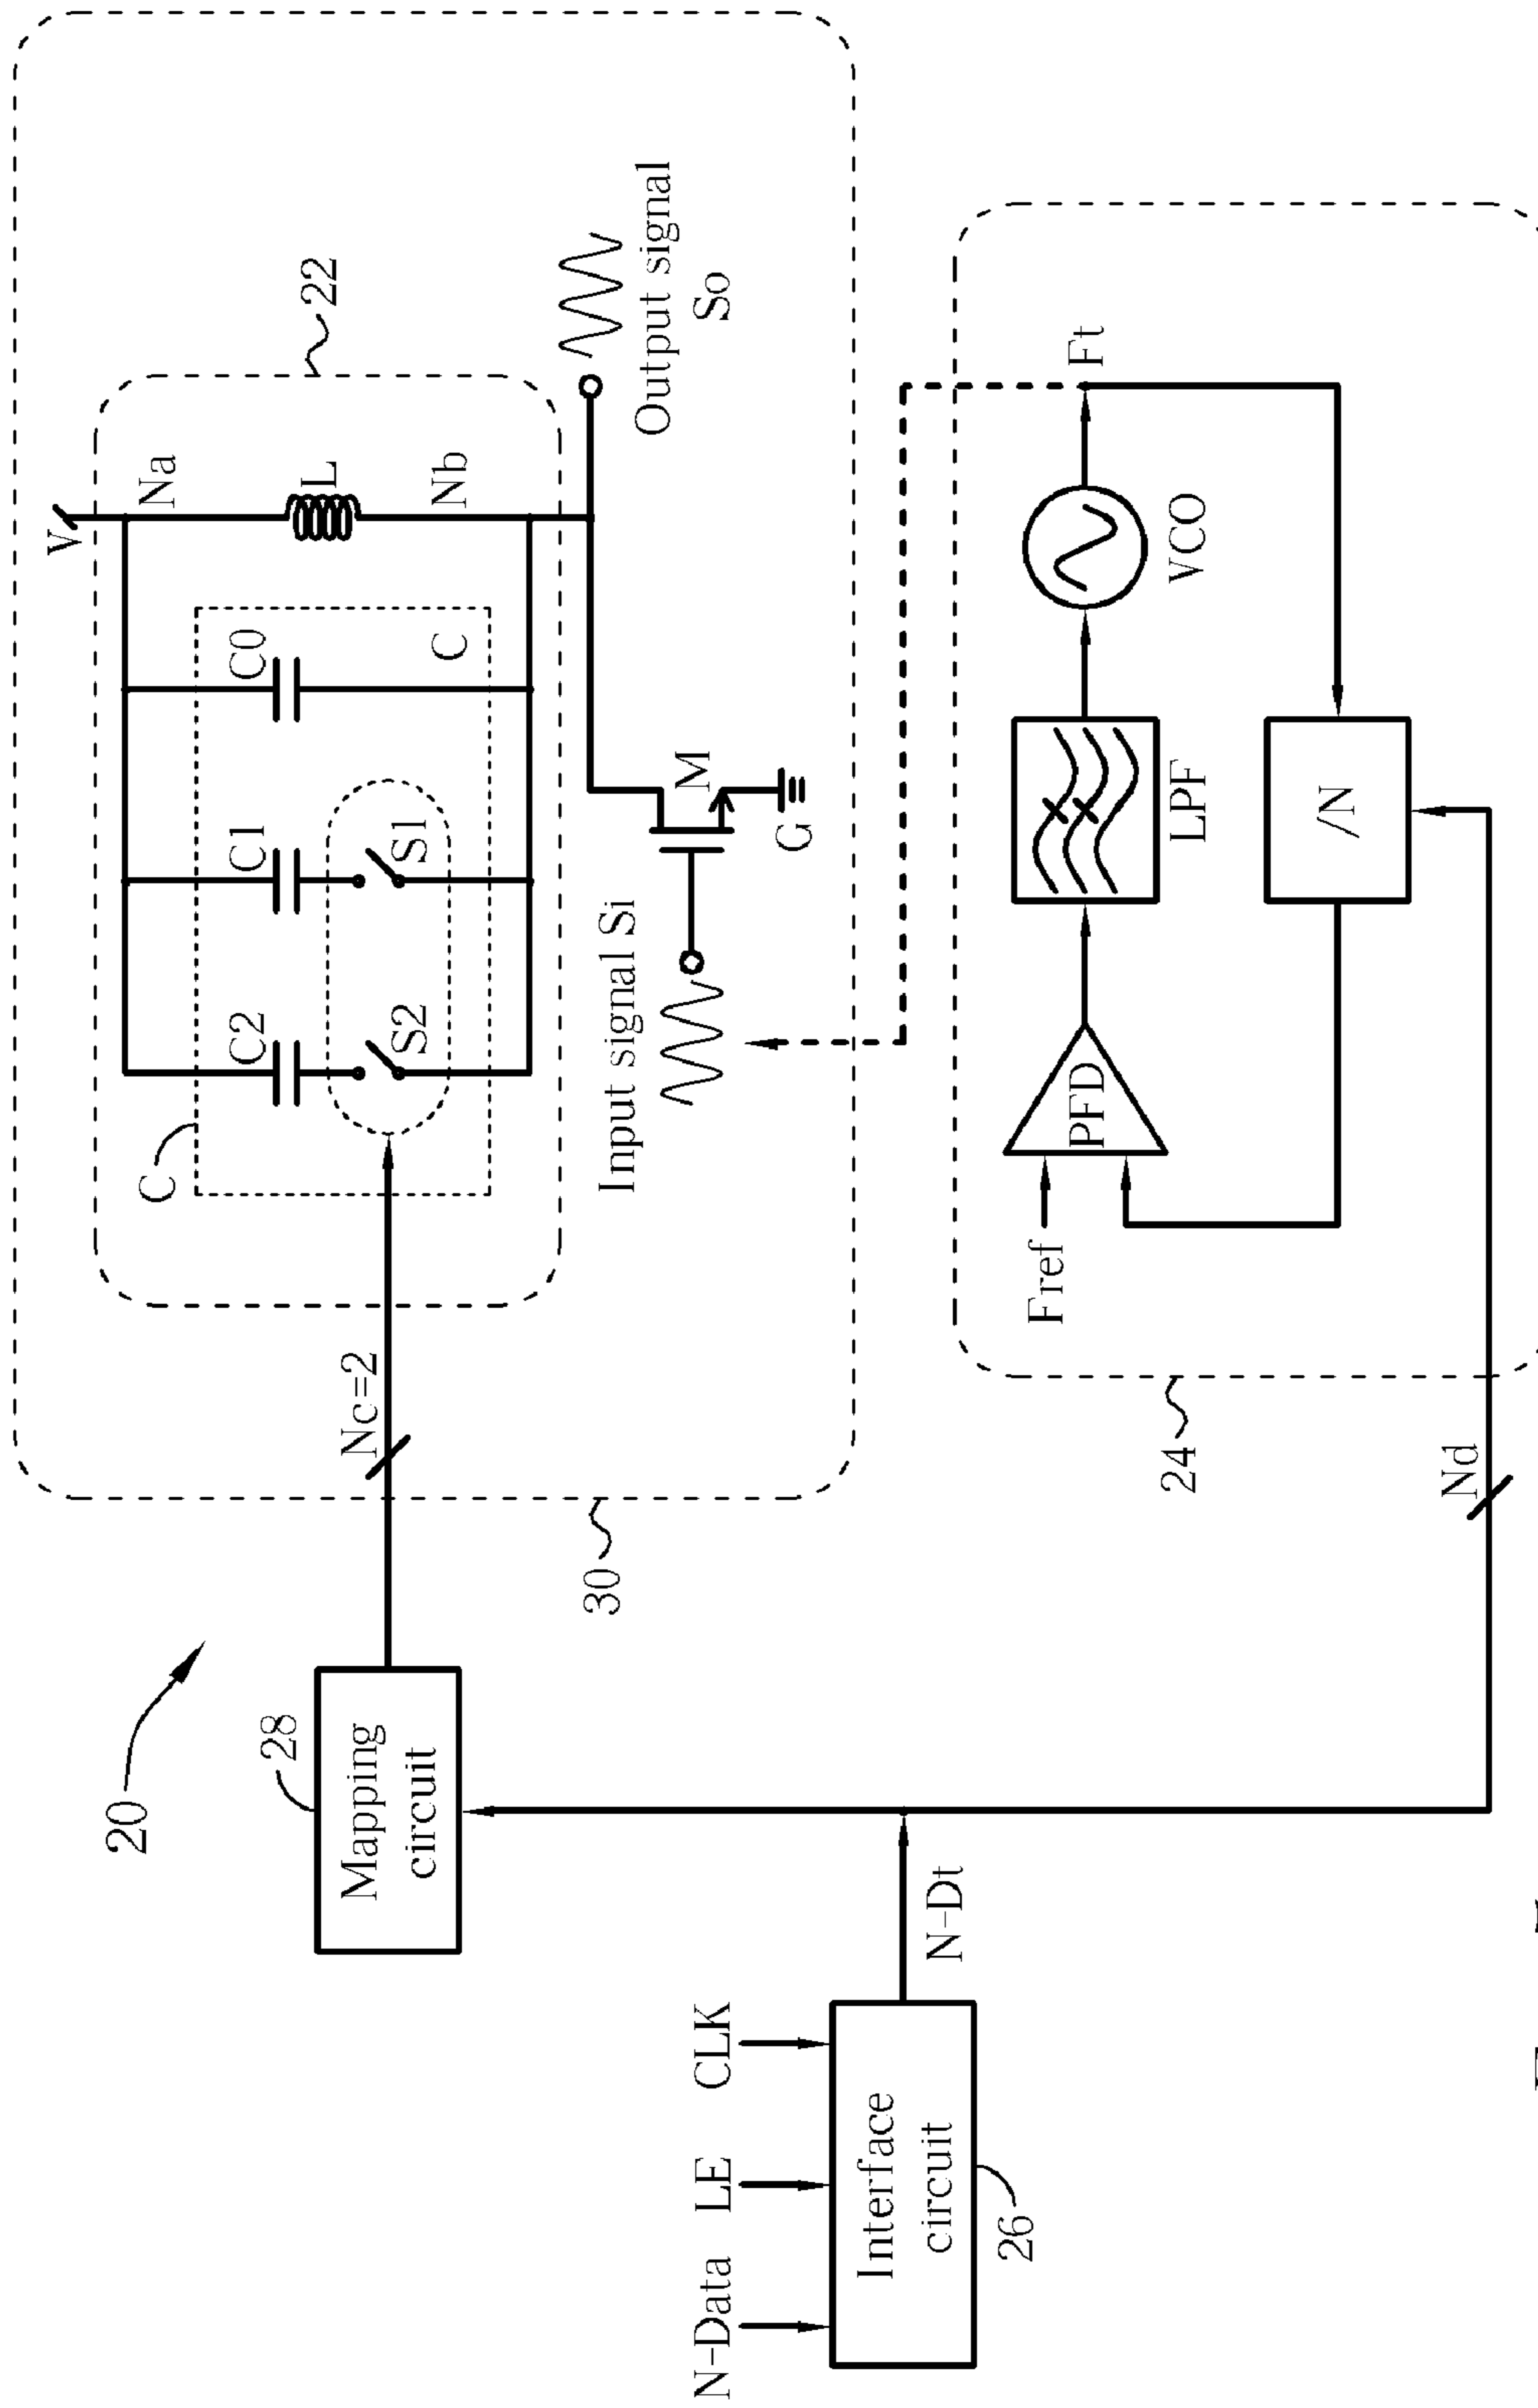 20
V
Na
22
C2
C1
C0
L
C
C
S2
S1
Nb
Nc=2
28
Mapping
circuit
Output signal
So
M
G
Input signal Si
30
N-Data
LE
CLK
Interface
circuit
26
N-Dt
Ft
Fref
PFD
LPF
VCO
/N
24
Nd